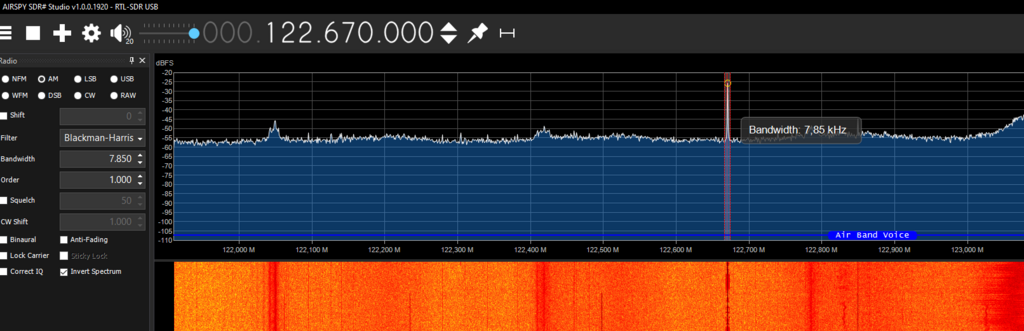 AIRSPY SDR# Studio v1.0.0.1920 - RTL-SDR USB
20
000.122.670.000
Radio
NFM AM LSB USB
WFM DSB CW RAW
Shift 0
Filter Blackman-Harris
Bandwidth 7.850
Order 1.000
Squelch 50
CW Shift 1.000
Binaural Anti-Fading
Lock Carrier Sticky Lock
Correct IQ Invert Spectrum
dBFS
-20
-25
-30
-35
-40
-45
-50
-55
-60
-65
-70
-75
-80
-85
-90
-95
-100
-105
-110
Bandwidth: 7,85 kHz
Air Band Voice
122,000 M 122,100 M 122,200 M 122,300 M 122,400 M 122,500 M 122,600 M 122,700 M 122,800 M 122,900 M 123,000 M